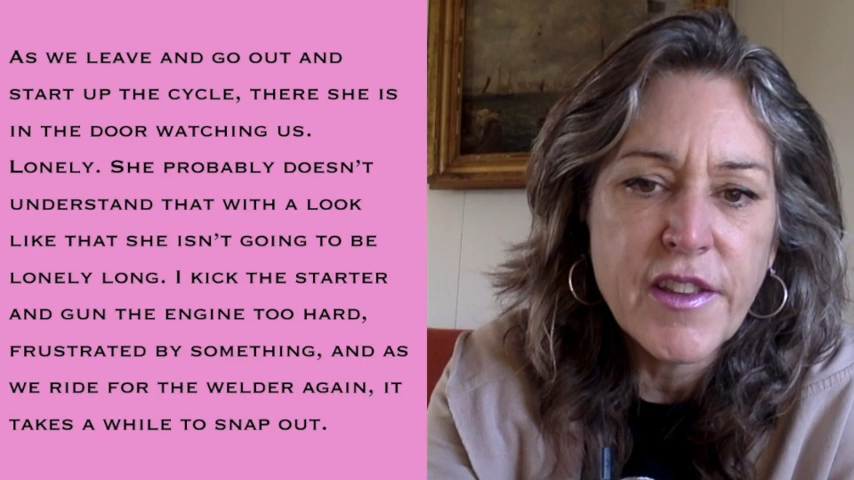 As we leave and go out and
start up the cycle, there she is
in the door watching us.
Lonely. She probably doesn’t
understand that with a look
like that she isn’t going to be
lonely long. I kick the starter
and gun the engine too hard,
frustrated by something, and as
we ride for the welder again, it
takes a while to snap out.